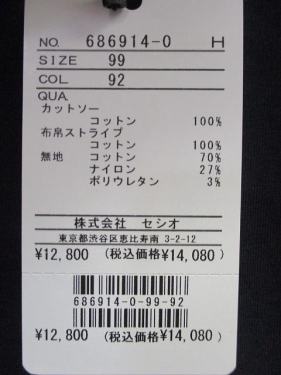 NO. 686914-0 H
SIZE 99
COL 92
QUA.
カットソー
コットン 100%
布帛ストライプ
コットン 100%
無地 コットン 70%
ナイロン 27%
ポリウレタン 3%
株式会社 セシオ
東京都渋谷区恵比寿南 3-2-12
¥12,800 (税込価格¥14,080)
686914-0-99-92
¥12,800 (税込価格¥14,080)